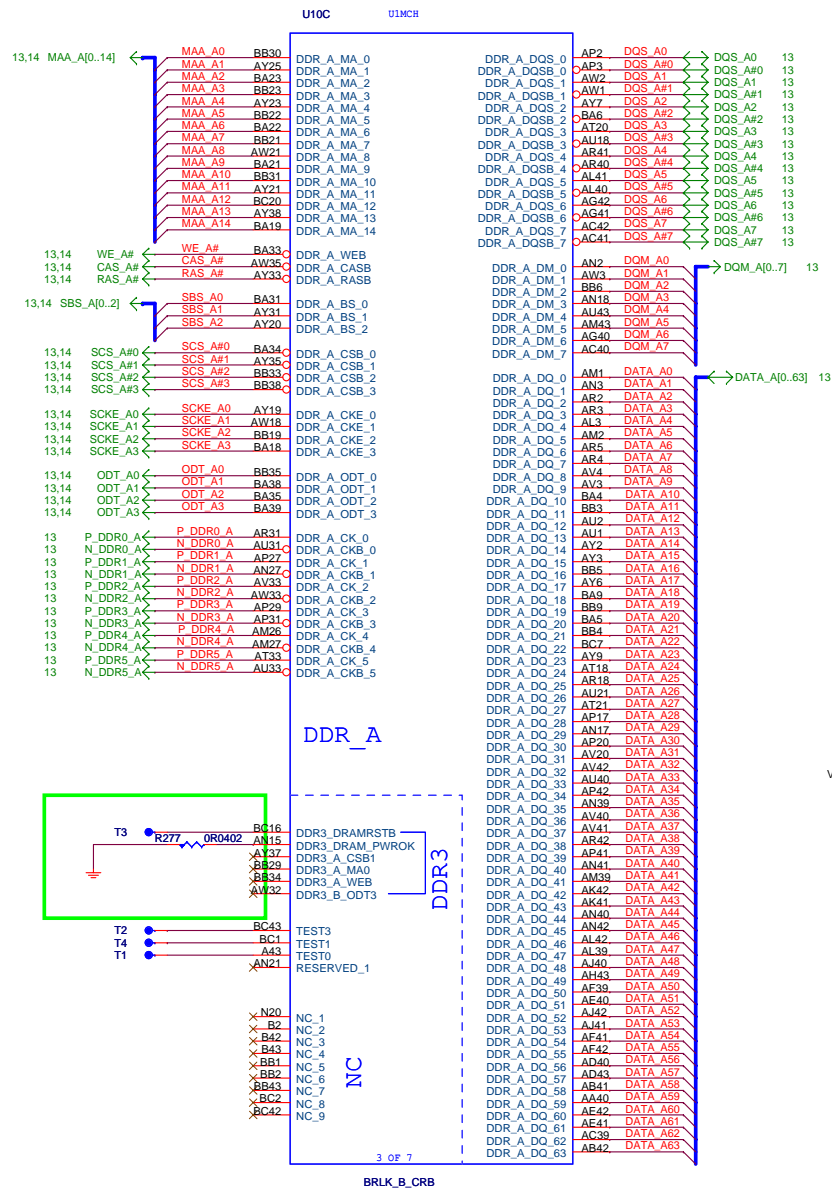 U10C U1MCH
13,14 MAA_A[0..14]
MAA_A0 BB30 DDR_A_MA_0
MAA_A1 AY25 DDR_A_MA_1
MAA_A2 BA23 DDR_A_MA_2
MAA_A3 BB23 DDR_A_MA_3
MAA_A4 AY23 DDR_A_MA_4
MAA_A5 BB22 DDR_A_MA_5
MAA_A6 BA22 DDR_A_MA_6
MAA_A7 BB21 DDR_A_MA_7
MAA_A8 AW21 DDR_A_MA_8
MAA_A9 BA21 DDR_A_MA_9
MAA_A10 BB31 DDR_A_MA_10
MAA_A11 AY21 DDR_A_MA_11
MAA_A12 BC20 DDR_A_MA_12
MAA_A13 AY38 DDR_A_MA_13
MAA_A14 BA19 DDR_A_MA_14
13,14 WE_A# WE_A# BA33 DDR_A_WEB
13,14 CAS_A# CAS_A# AW35 DDR_A_CASB
13,14 RAS_A# RAS_A# AY33 DDR_A_RASB
13,14 SBS_A[0..2]
SBS_A0 BA31 DDR_A_BS_0
SBS_A1 AY31 DDR_A_BS_1
SBS_A2 AY20 DDR_A_BS_2
13,14 SCS_A#0 SCS_A#0 BA34 DDR_A_CSB_0
13,14 SCS_A#1 SCS_A#1 AY35 DDR_A_CSB_1
13,14 SCS_A#2 SCS_A#2 BB33 DDR_A_CSB_2
13,14 SCS_A#3 SCS_A#3 BB38 DDR_A_CSB_3
13,14 SCKE_A0 SCKE_A0 AY19 DDR_A_CKE_0
13,14 SCKE_A1 SCKE_A1 AW18 DDR_A_CKE_1
13,14 SCKE_A2 SCKE_A2 BB19 DDR_A_CKE_2
13,14 SCKE_A3 SCKE_A3 BA18 DDR_A_CKE_3
13,14 ODT_A0 ODT_A0 BB35 DDR_A_ODT_0
13,14 ODT_A1 ODT_A1 BA38 DDR_A_ODT_1
13,14 ODT_A2 ODT_A2 BA35 DDR_A_ODT_2
13,14 ODT_A3 ODT_A3 BA39 DDR_A_ODT_3
13 P_DDR0_A P_DDR0_A AR31 DDR_A_CK_0
13 N_DDR0_A N_DDR0_A AU31 DDR_A_CKB_0
13 P_DDR1_A P_DDR1_A AP27 DDR_A_CK_1
13 N_DDR1_A N_DDR1_A AN27 DDR_A_CKB_1
13 P_DDR2_A P_DDR2_A AV33 DDR_A_CK_2
13 N_DDR2_A N_DDR2_A AW33 DDR_A_CKB_2
13 P_DDR3_A P_DDR3_A AP29 DDR_A_CK_3
13 N_DDR3_A N_DDR3_A AP31 DDR_A_CKB_3
13 P_DDR4_A P_DDR4_A AM26 DDR_A_CK_4
13 N_DDR4_A N_DDR4_A AM27 DDR_A_CKB_4
13 P_DDR5_A P_DDR5_A AT33 DDR_A_CK_5
13 N_DDR5_A N_DDR5_A AU33 DDR_A_CKB_5
DDR_A
T3 BC16 DDR3_DRAMRSTB
R277 0R0402 AN15 DDR3_DRAM_PWROK
AY37 DDR3_A_CSB1
BB29 DDR3_A_MA0
BB34 DDR3_A_WEB
AW32 DDR3_B_ODT3
DDR3
T2 BC43 TEST3
T4 BC1 TEST1
T1 A43 TEST0
AN21 RESERVED_1
N20 NC_1
B2 NC_2
B42 NC_3
B43 NC_4
BB1 NC_5
BB2 NC_6
BB43 NC_7
BC2 NC_8
BC42 NC_9
NC
DDR_A_DQS_0 AP2 DQS_A0 DQS_A0 13
DDR_A_DQSB_0 AP3 DQS_A#0 DQS_A#0 13
DDR_A_DQS_1 AW2 DQS_A1 DQS_A1 13
DDR_A_DQSB_1 AW1 DQS_A#1 DQS_A#1 13
DDR_A_DQS_2 AY7 DQS_A2 DQS_A2 13
DDR_A_DQSB_2 BA6 DQS_A#2 DQS_A#2 13
DDR_A_DQS_3 AT20 DQS_A3 DQS_A3 13
DDR_A_DQSB_3 AU18 DQS_A#3 DQS_A#3 13
DDR_A_DQS_4 AR41 DQS_A4 DQS_A4 13
DDR_A_DQSB_4 AR40 DQS_A#4 DQS_A#4 13
DDR_A_DQS_5 AL41 DQS_A5 DQS_A5 13
DDR_A_DQSB_5 AL40 DQS_A#5 DQS_A#5 13
DDR_A_DQS_6 AG42 DQS_A6 DQS_A6 13
DDR_A_DQSB_6 AG41 DQS_A#6 DQS_A#6 13
DDR_A_DQS_7 AC42 DQS_A7 DQS_A7 13
DDR_A_DQSB_7 AC41 DQS_A#7 DQS_A#7 13
DDR_A_DM_0 AN2 DQM_A0 DQM_A[0..7] 13
DDR_A_DM_1 AW3 DQM_A1
DDR_A_DM_2 BB6 DQM_A2
DDR_A_DM_3 AN18 DQM_A3
DDR_A_DM_4 AU43 DQM_A4
DDR_A_DM_5 AM43 DQM_A5
DDR_A_DM_6 AG40 DQM_A6
DDR_A_DM_7 AC40 DQM_A7
DDR_A_DQ_0 AM1 DATA_A0 DATA_A[0..63] 13
DDR_A_DQ_1 AN3 DATA_A1
DDR_A_DQ_2 AR2 DATA_A2
DDR_A_DQ_3 AR3 DATA_A3
DDR_A_DQ_4 AL3 DATA_A4
DDR_A_DQ_5 AM2 DATA_A5
DDR_A_DQ_6 AR5 DATA_A6
DDR_A_DQ_7 AR4 DATA_A7
DDR_A_DQ_8 AV4 DATA_A8
DDR_A_DQ_9 AV3 DATA_A9
DDR_A_DQ_10 BA4 DATA_A10
DDR_A_DQ_11 BB3 DATA_A11
DDR_A_DQ_12 AU2 DATA_A12
DDR_A_DQ_13 AU1 DATA_A13
DDR_A_DQ_14 AY2 DATA_A14
DDR_A_DQ_15 AY3 DATA_A15
DDR_A_DQ_16 BB5 DATA_A16
DDR_A_DQ_17 AY6 DATA_A17
DDR_A_DQ_18 BA9 DATA_A18
DDR_A_DQ_19 BB9 DATA_A19
DDR_A_DQ_20 BA5 DATA_A20
DDR_A_DQ_21 BB4 DATA_A21
DDR_A_DQ_22 BC7 DATA_A22
DDR_A_DQ_23 AY9 DATA_A23
DDR_A_DQ_24 AT18 DATA_A24
DDR_A_DQ_25 AR18 DATA_A25
DDR_A_DQ_26 AU21 DATA_A26
DDR_A_DQ_27 AT21 DATA_A27
DDR_A_DQ_28 AP17 DATA_A28
DDR_A_DQ_29 AN17 DATA_A29
DDR_A_DQ_30 AP20 DATA_A30
DDR_A_DQ_31 AV20 DATA_A31
DDR_A_DQ_32 AV42 DATA_A32
DDR_A_DQ_33 AU40 DATA_A33
DDR_A_DQ_34 AP42 DATA_A34
DDR_A_DQ_35 AN39 DATA_A35
DDR_A_DQ_36 AV40 DATA_A36
DDR_A_DQ_37 AV41 DATA_A37
DDR_A_DQ_38 AR42 DATA_A38
DDR_A_DQ_39 AP41 DATA_A39
DDR_A_DQ_40 AN41 DATA_A40
DDR_A_DQ_41 AM39 DATA_A41
DDR_A_DQ_42 AK42 DATA_A42
DDR_A_DQ_43 AK41 DATA_A43
DDR_A_DQ_44 AN40 DATA_A44
DDR_A_DQ_45 AN42 DATA_A45
DDR_A_DQ_46 AL42 DATA_A46
DDR_A_DQ_47 AL39 DATA_A47
DDR_A_DQ_48 AJ40 DATA_A48
DDR_A_DQ_49 AH43 DATA_A49
DDR_A_DQ_50 AF39 DATA_A50
DDR_A_DQ_51 AE40 DATA_A51
DDR_A_DQ_52 AJ42 DATA_A52
DDR_A_DQ_53 AJ41 DATA_A53
DDR_A_DQ_54 AF41 DATA_A54
DDR_A_DQ_55 AF42 DATA_A55
DDR_A_DQ_56 AD40 DATA_A56
DDR_A_DQ_57 AD43 DATA_A57
DDR_A_DQ_58 AB41 DATA_A58
DDR_A_DQ_59 AA40 DATA_A59
DDR_A_DQ_60 AE42 DATA_A60
DDR_A_DQ_61 AE41 DATA_A61
DDR_A_DQ_62 AC39 DATA_A62
DDR_A_DQ_63 AB42 DATA_A63
V
3 OF 7
BRLK_B_CRB